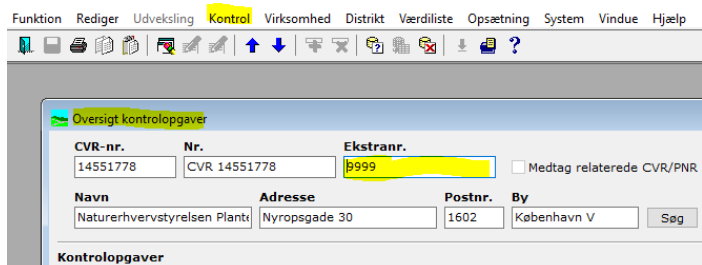 Funktion Rediger Udveksling Kontrol Virksomhed Distrikt Værdiliste Opsætning System Vindue Hjælp
Oversigt kontrolopgaver
CVR-nr. Nr. Ekstranr.
14551778 CVR 14551778 9999 Medtag relaterede CVR/PNR
Navn Adresse Postnr. By
Naturerhvervstyrelsen Plante Nyropsgade 30 1602 København V Søg
Kontrolopgaver